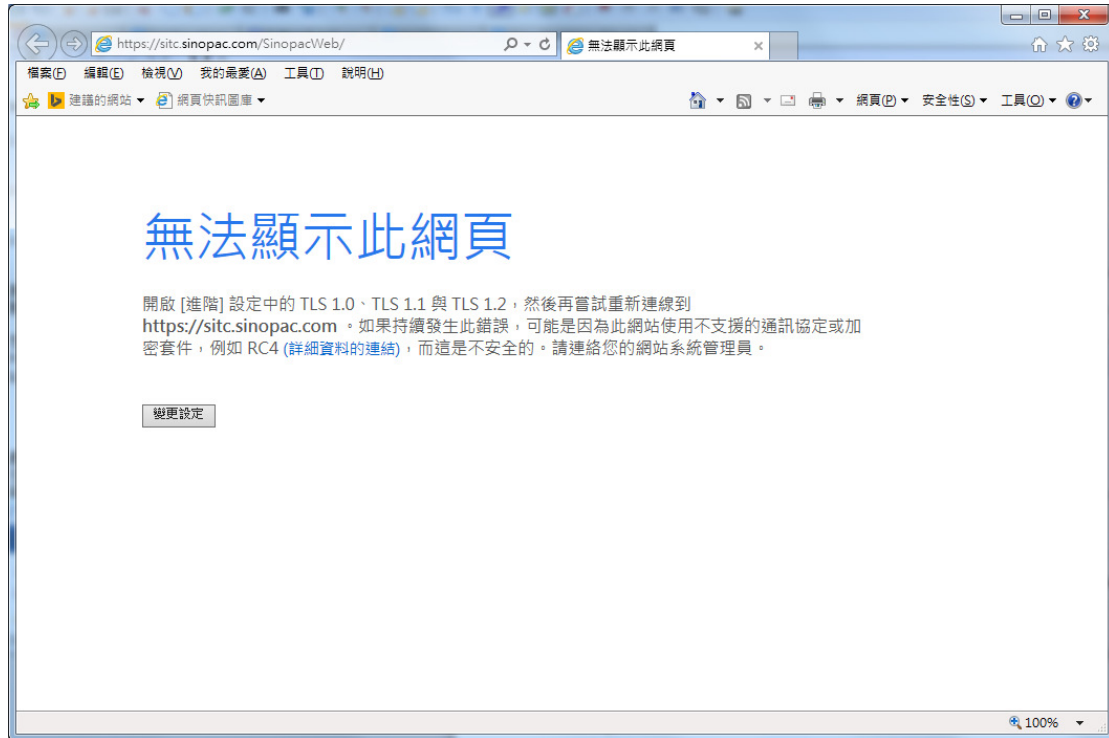 https://sitc.sinopac.com/SinopacWeb/
無法顯示此網頁
檔案(F) 編輯(E) 檢視(V) 我的最愛(A) 工具(T) 說明(H)
建議的網站 網頁快訊圖庫
網頁(P) 安全性(S) 工具(O)
無法顯示此網頁
開啟 [進階] 設定中的 TLS 1.0、TLS 1.1 與 TLS 1.2,然後再嘗試重新連線到
https://sitc.sinopac.com 。如果持續發生此錯誤,可能是因為此網站使用不支援的通訊協定或加
密套件,例如 RC4 (詳細資料的連結),而這是不安全的。請連絡您的網站系統管理員。
變更設定
100%